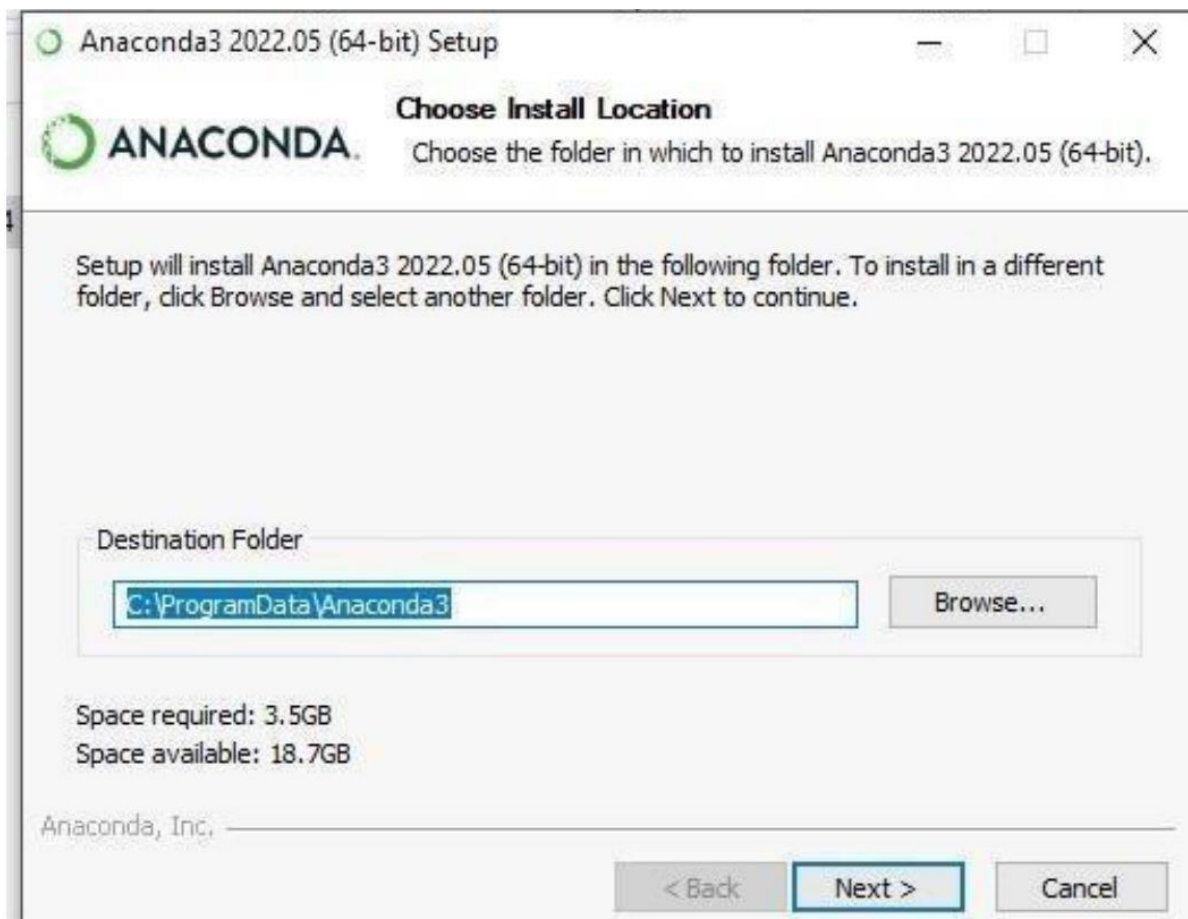 Anaconda3 2022.05 (64-bit) Setup
ANACONDA.
Choose Install Location
Choose the folder in which to install Anaconda3 2022.05 (64-bit).
4
Setup will install Anaconda3 2022.05 (64-bit) in the following folder. To install in a different
folder, click Browse and select another folder. Click Next to continue.
Destination Folder
C:\ProgramData\Anaconda3
Browse...
Space required: 3.5GB
Space available: 18.7GB
Anaconda, Inc.
< Back
Next >
Cancel